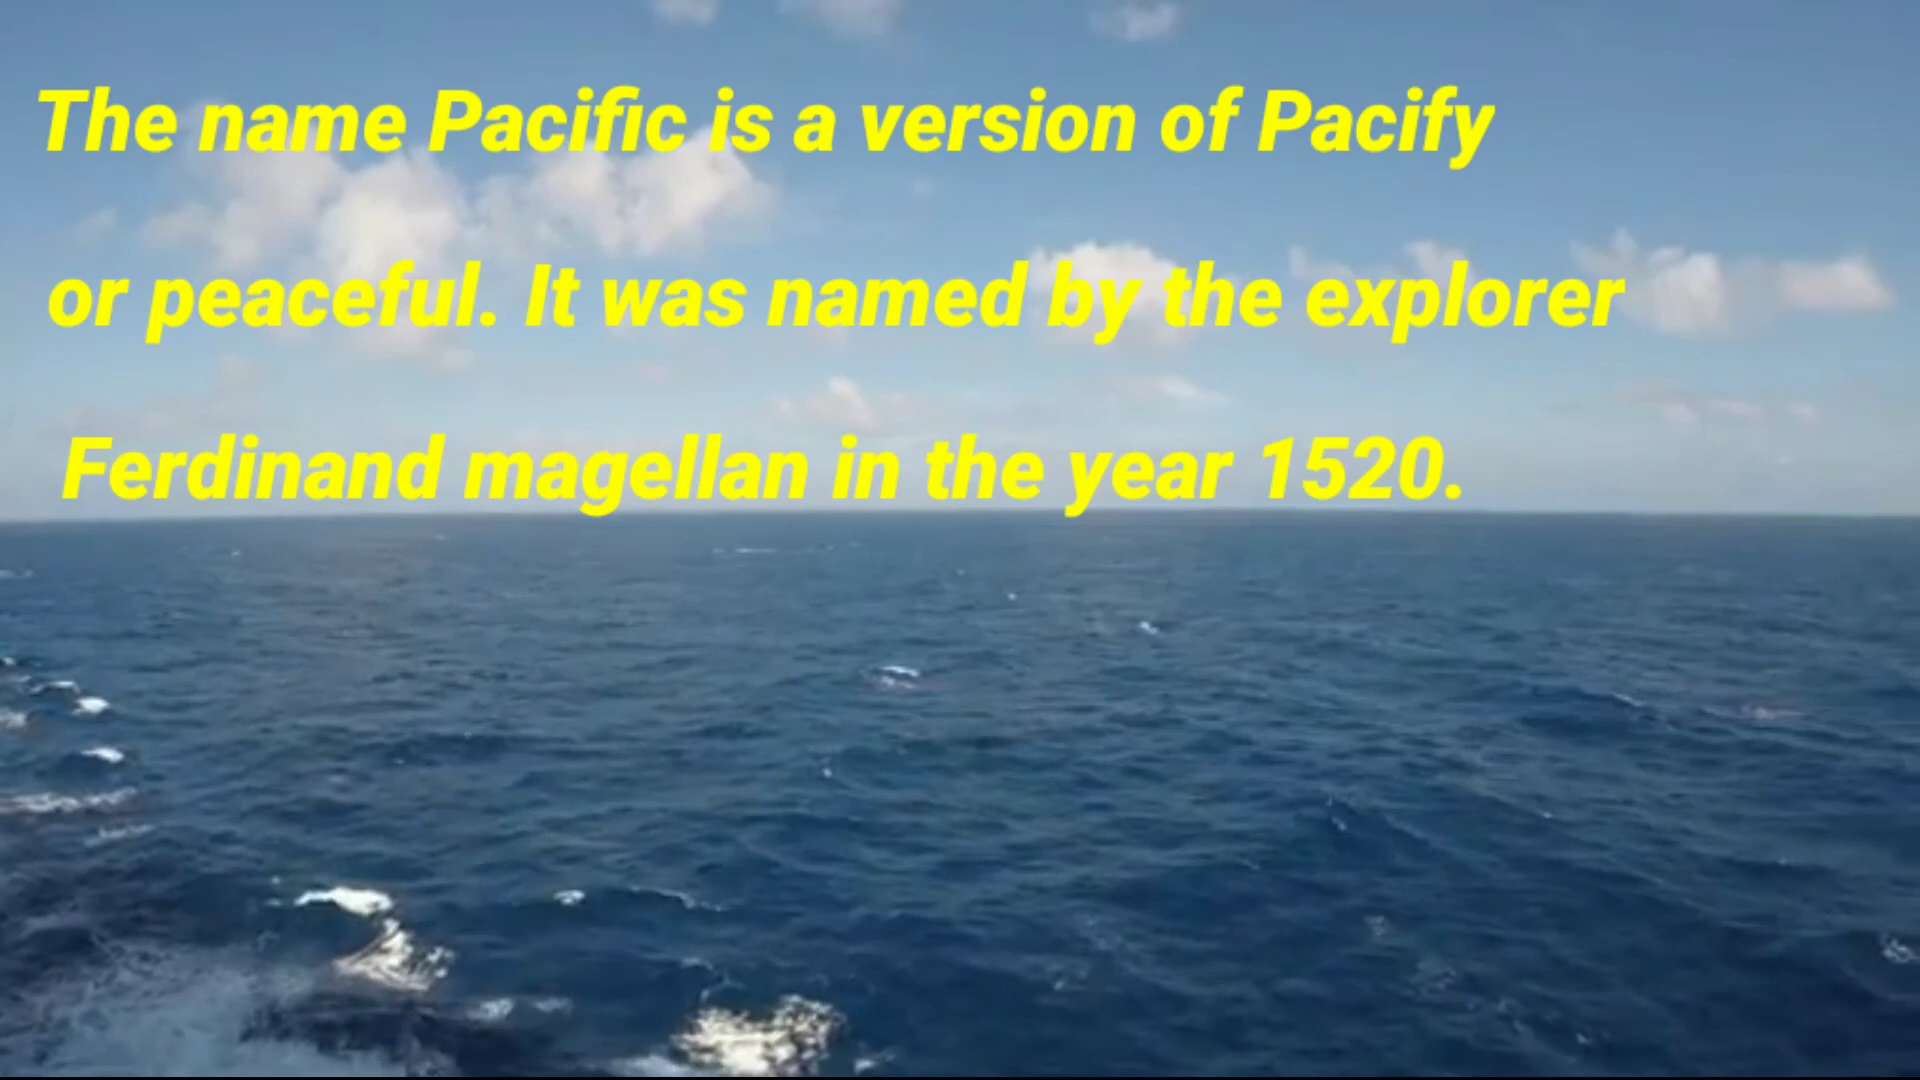 The name Pacific is a version of Pacify
or peaceful. It was named by the explorer
Ferdinand magellan in the year 1520.